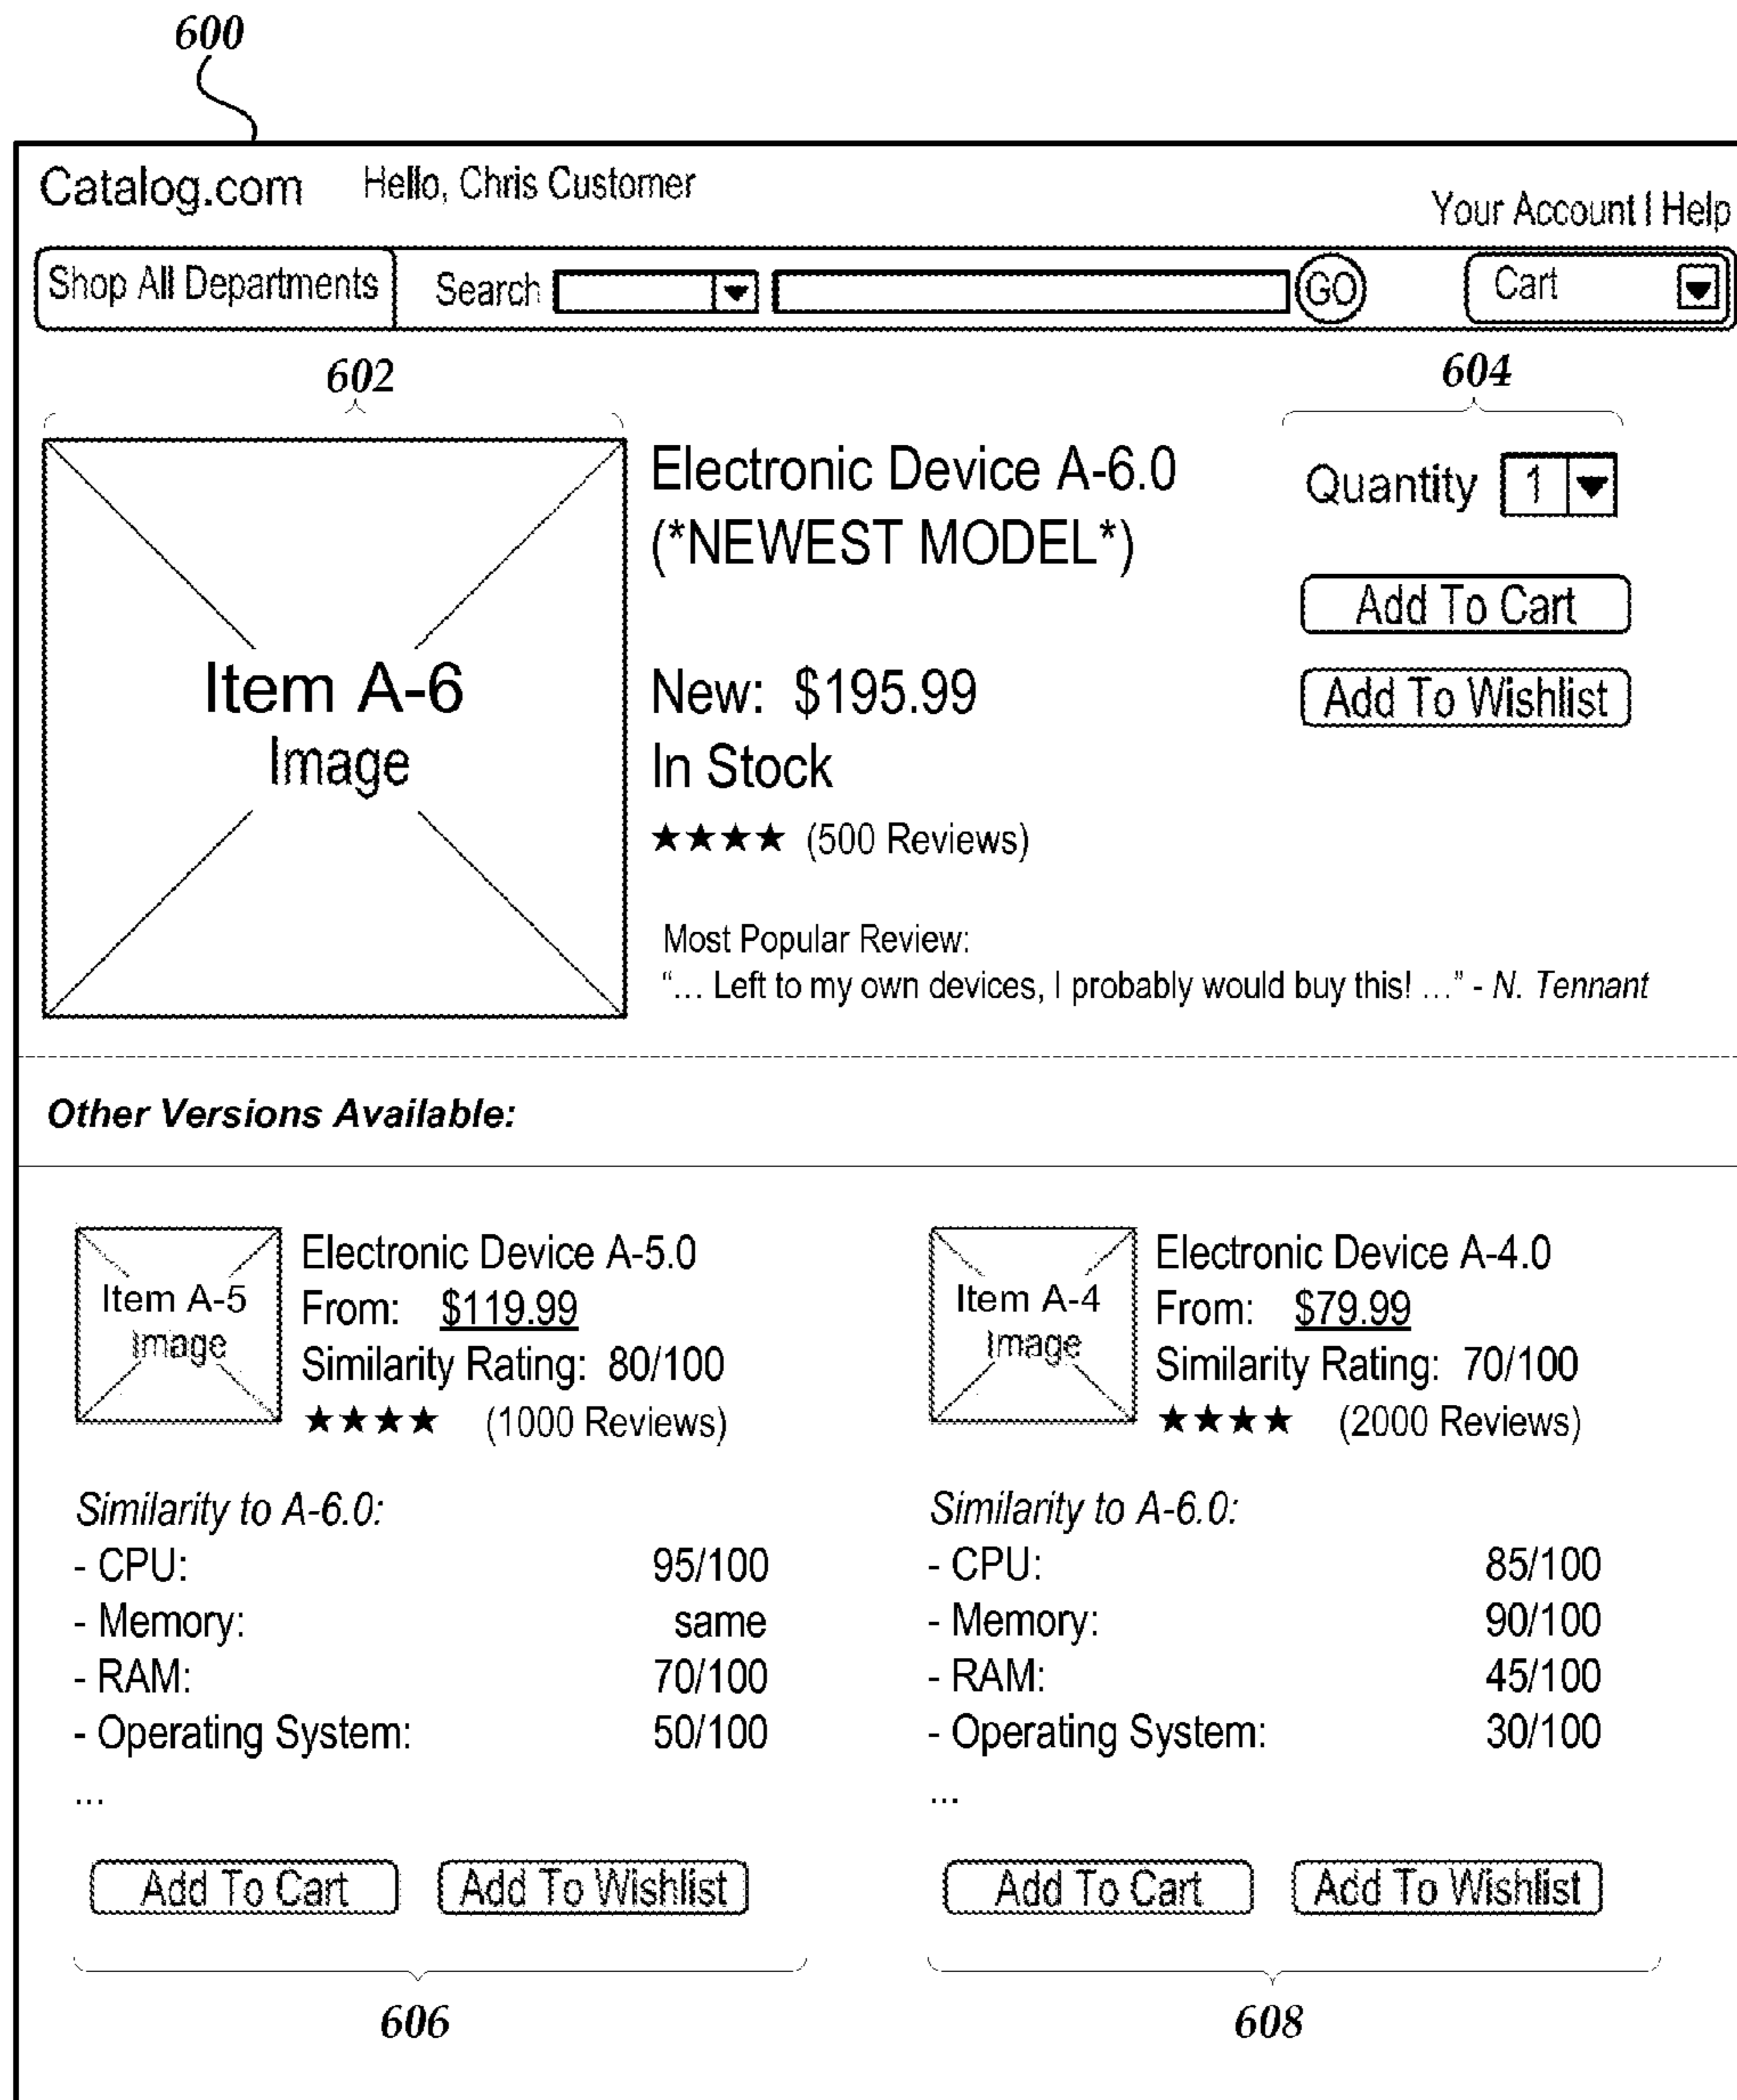 600
Catalog.com Hello, Chris Customer
Your Account | Help
Shop All Departments Search GO Cart
602 604
Item A-6
Image
Electronic Device A-6.0
(*NEWEST MODEL*)
New: $195.99
In Stock
★★★★ (500 Reviews)
Most Popular Review:
“... Left to my own devices, I probably would buy this! ...” - N. Tennant
Quantity 1
Add To Cart
Add To Wishlist
Other Versions Available:
Item A-5
Image
Electronic Device A-5.0
From: $119.99
Similarity Rating: 80/100
★★★★ (1000 Reviews)
Similarity to A-6.0:
- CPU: 95/100
- Memory: same
- RAM: 70/100
- Operating System: 50/100
...
Add To Cart Add To Wishlist
606
Item A-4
Image
Electronic Device A-4.0
From: $79.99
Similarity Rating: 70/100
★★★★ (2000 Reviews)
Similarity to A-6.0:
- CPU: 85/100
- Memory: 90/100
- RAM: 45/100
- Operating System: 30/100
...
Add To Cart Add To Wishlist
608